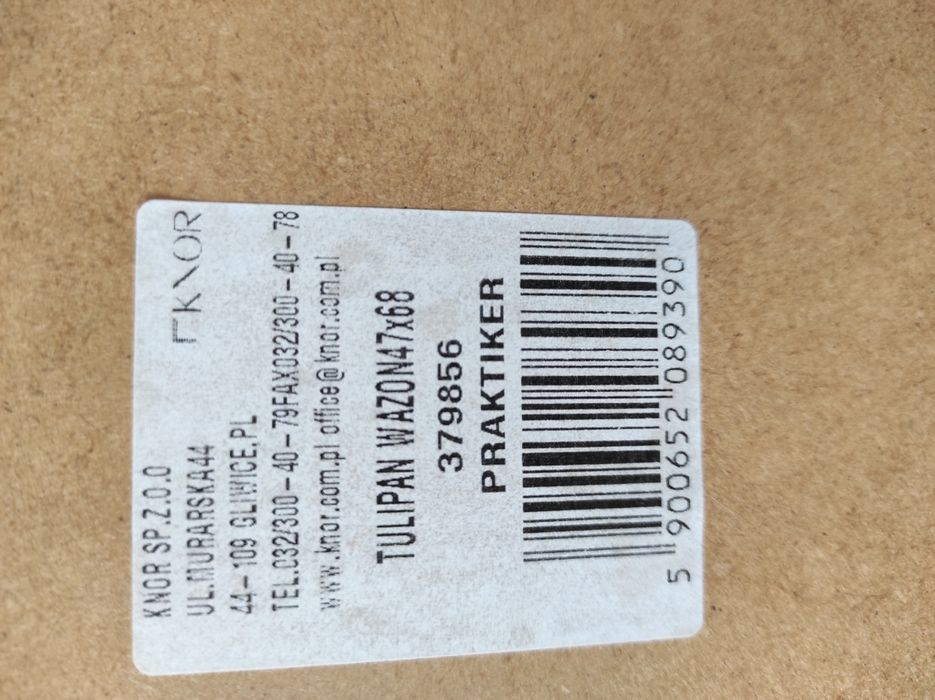 KNOR SP.Z.O.O
UL.MURARSKA44
44-109 GLIWICE.PL
KNOR
TEL.032/300-40-79FAX032/300-40-78
www.knor.com.pl office@knor.com.pl
TULIPAN WAZON47x68
379856
PRAKTIKER
5 900652 089390